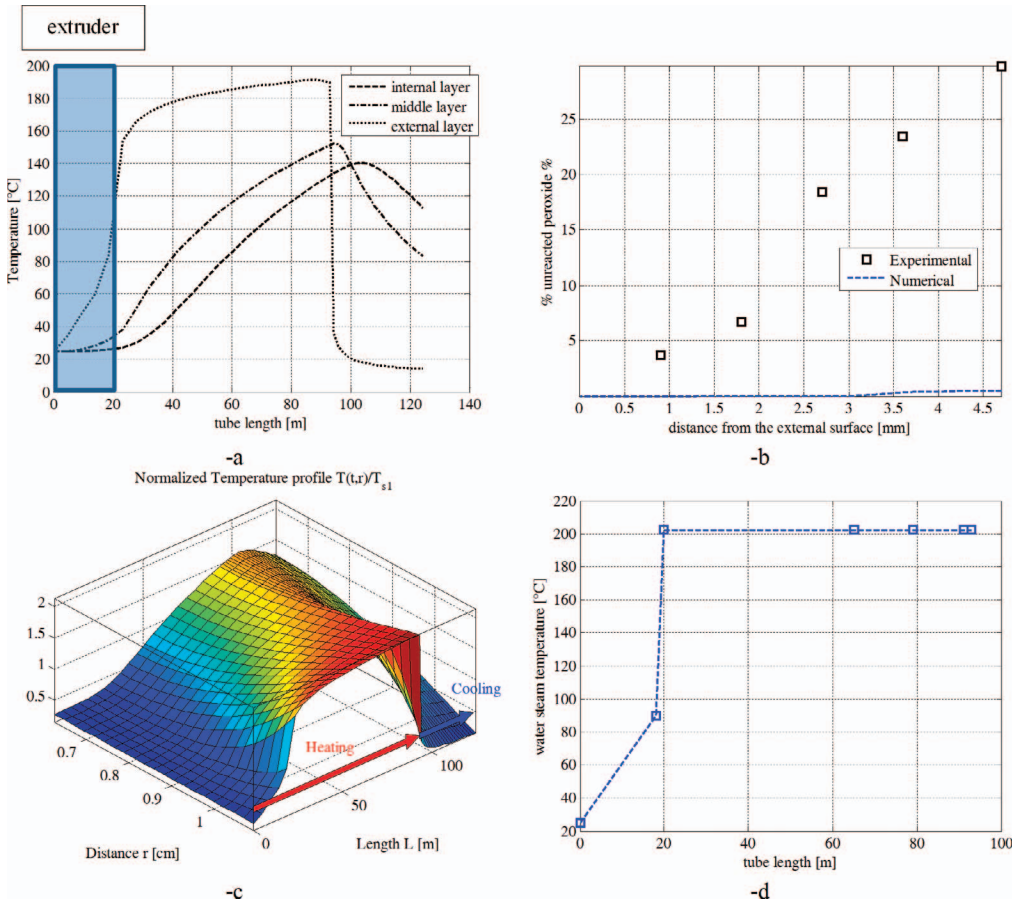 extruder
200
180
160
140
120
100
80
60
40
20
0
Temperature [°C]
internal layer
middle layer
external layer
0 20 40 60 80 100 120 140
tube length [m]
-a
25
20
15
10
5
% unreacted peroxide %
Experimental
Numerical
0 0.5 1 1.5 2 2.5 3 3.5 4 4.5
distance from the external surface [mm]
-b
Normalized Temperature profile T(t,r)/Ts1
2
1.5
1
0.5
Cooling
Heating
0.7
0.8
0.9
1
0
50
100
Distance r [cm]
Length L [m]
-c
220
200
180
160
140
120
100
80
60
40
20
water steam temperature [°C]
0 20 40 60 80 100
tube length [m]
-d